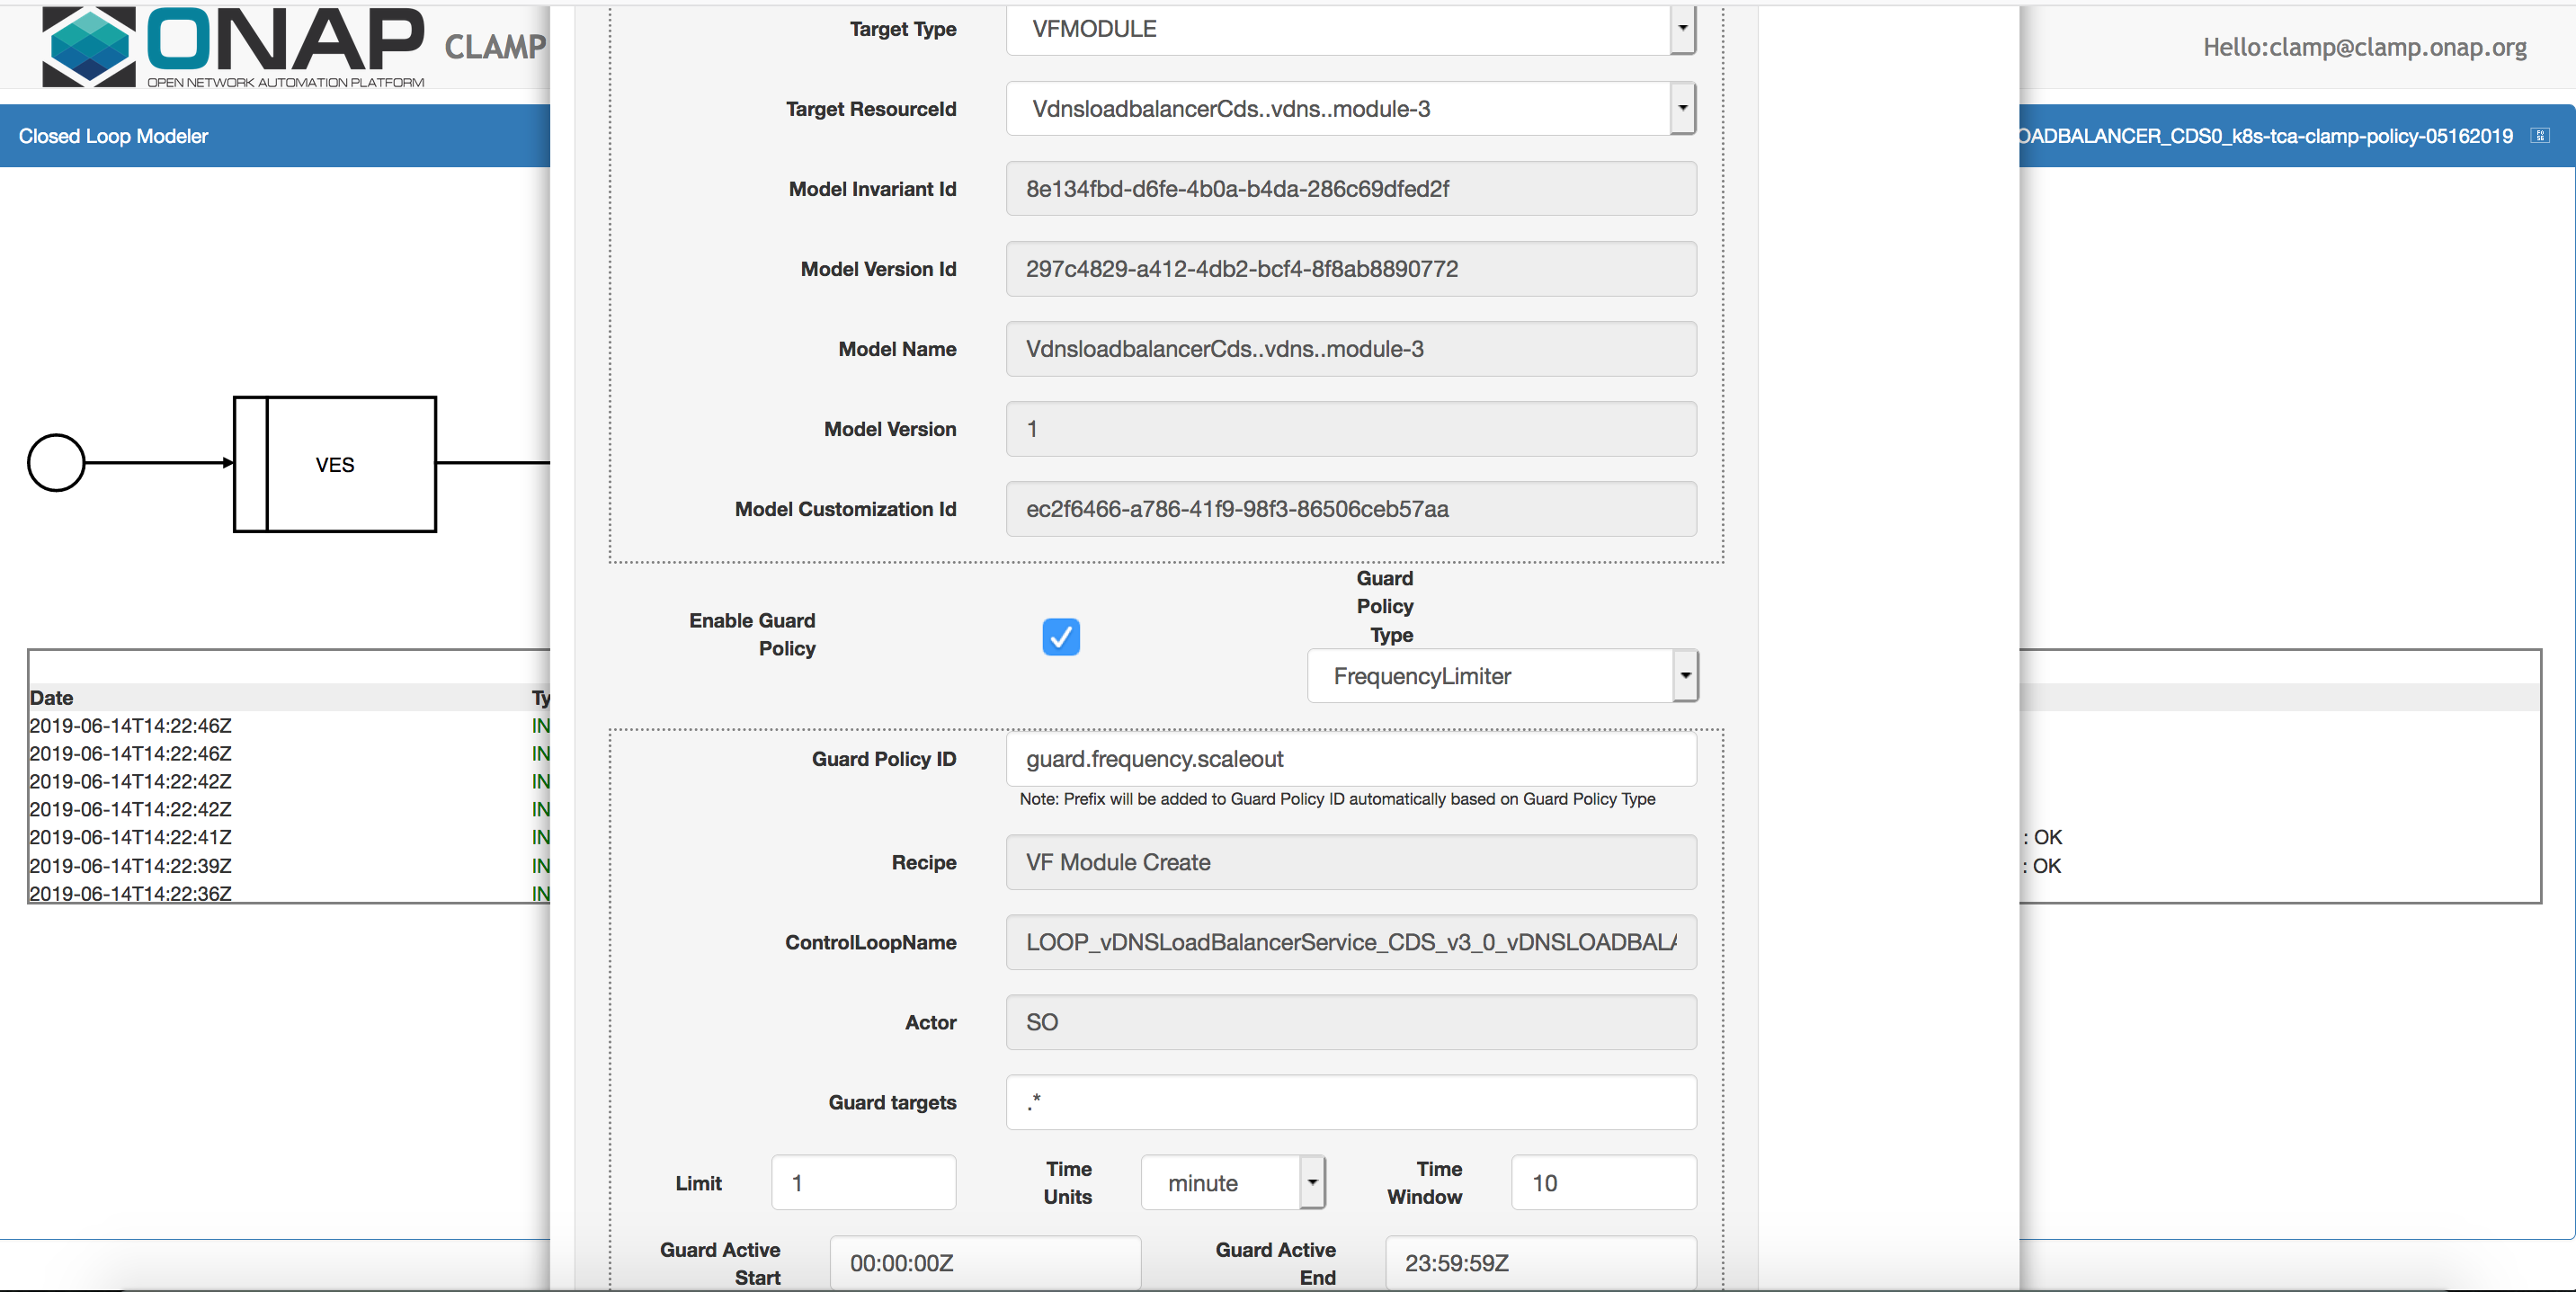 ONAP
OPEN NETWORK AUTOMATION PLATFORM
CLAMP
Hello:clamp@clamp.onap.org
Closed Loop Modeler
OADBALANCER_CDS0_k8s-tca-clamp-policy-05162019
VES
Date
Ty
2019-06-14T14:22:46Z
IN
2019-06-14T14:22:46Z
IN
2019-06-14T14:22:42Z
IN
2019-06-14T14:22:42Z
IN
2019-06-14T14:22:41Z
IN
: OK
2019-06-14T14:22:39Z
IN
: OK
2019-06-14T14:22:36Z
IN
Target Type
VFMODULE
Target ResourceId
VdnsloadbalancerCds..vdns..module-3
Model Invariant Id
8e134fbd-d6fe-4b0a-b4da-286c69dfed2f
Model Version Id
297c4829-a412-4db2-bcf4-8f8ab8890772
Model Name
VdnsloadbalancerCds..vdns..module-3
Model Version
1
Model Customization Id
ec2f6466-a786-41f9-98f3-86506ceb57aa
Enable Guard
Policy
Guard
Policy
Type
FrequencyLimiter
Guard Policy ID
guard.frequency.scaleout
Note: Prefix will be added to Guard Policy ID automatically based on Guard Policy Type
Recipe
VF Module Create
ControlLoopName
LOOP_vDNSLoadBalancerService_CDS_v3_0_vDNSLOADBALA
Actor
SO
Guard targets
.*
Limit
1
Time
Units
minute
Time
Window
10
Guard Active
Start
00:00:00Z
Guard Active
End
23:59:59Z